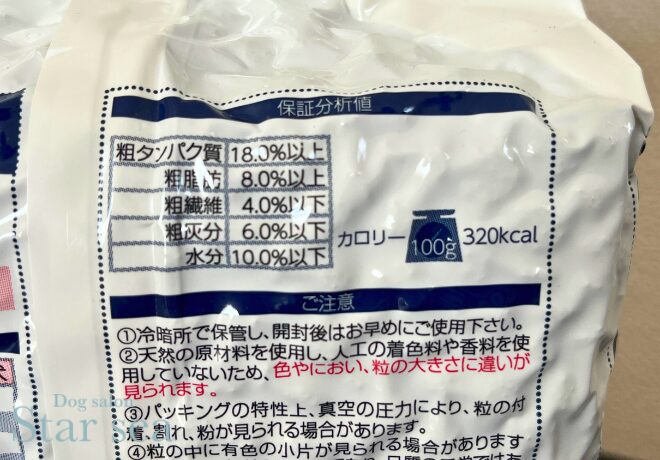 保証分析値
粗タンパク質 18.0%以上
粗脂肪 8.0%以上
粗繊維 4.0%以下
粗灰分 6.0%以下
水分 10.0%以下
カロリー 100g 320kcal
ご注意
①冷暗所で保管し、開封後はお早めにご使用下さい。
②天然の原材料を使用し、人工の着色料や香料を使
用していないため、色やにおい、粒の大きさに違いが
見られます。
③パッキングの特性上、真空の圧力により、粒の付
着、割れ、粉が見られる場合があります。
④粒の中に有色の小片が見られる場合があります
Dog salon
Star sea